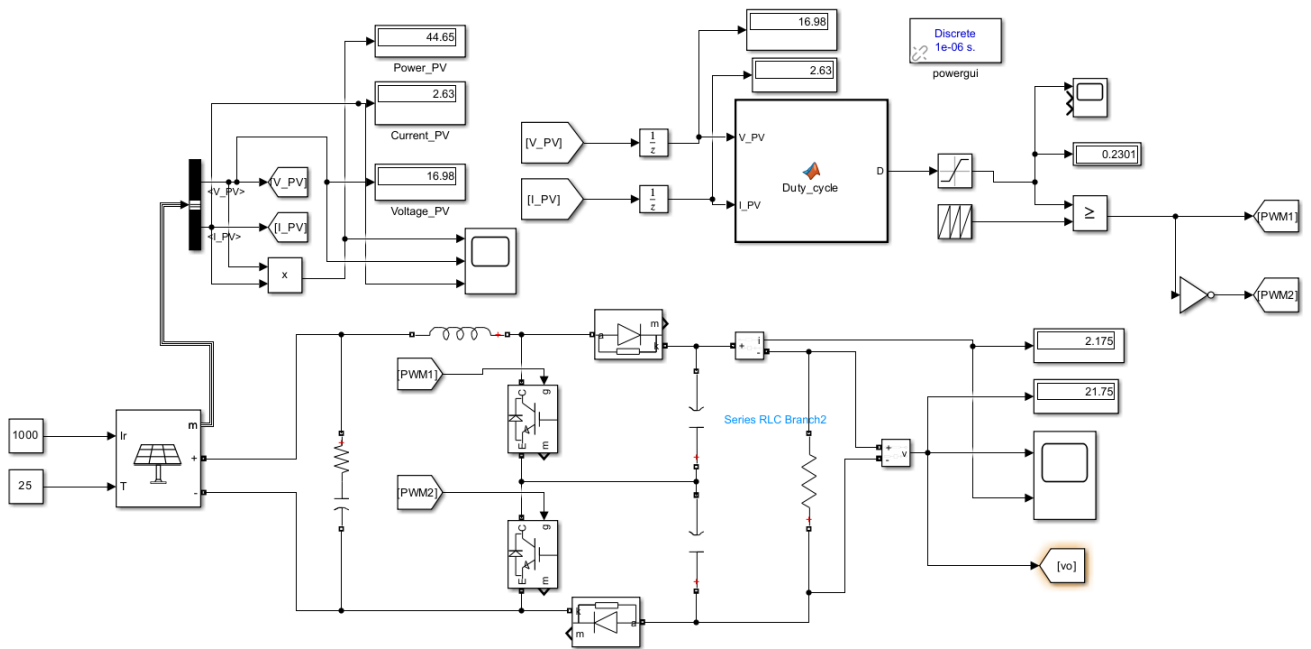 44.65
Power_PV
2.63
Current_PV
16.98
Voltage_PV
<V_PV>
[V_PV]
<I_PV>
[I_PV]
x
16.98
2.63
[V_PV]
1
z
V_PV
[I_PV]
1
z
I_PV
Duty_cycle
D
Discrete
1e-06 s.
powergui
0.2301
≥
[PWM1]
[PWM2]
1000
25
Ir
T
m
+
-
[PWM1]
g
C
E
m
[PWM2]
g
C
E
m
a
k
m
k
a
m
+
i
-
Series RLC Branch2
+
-
v
2.175
21.75
[vo]